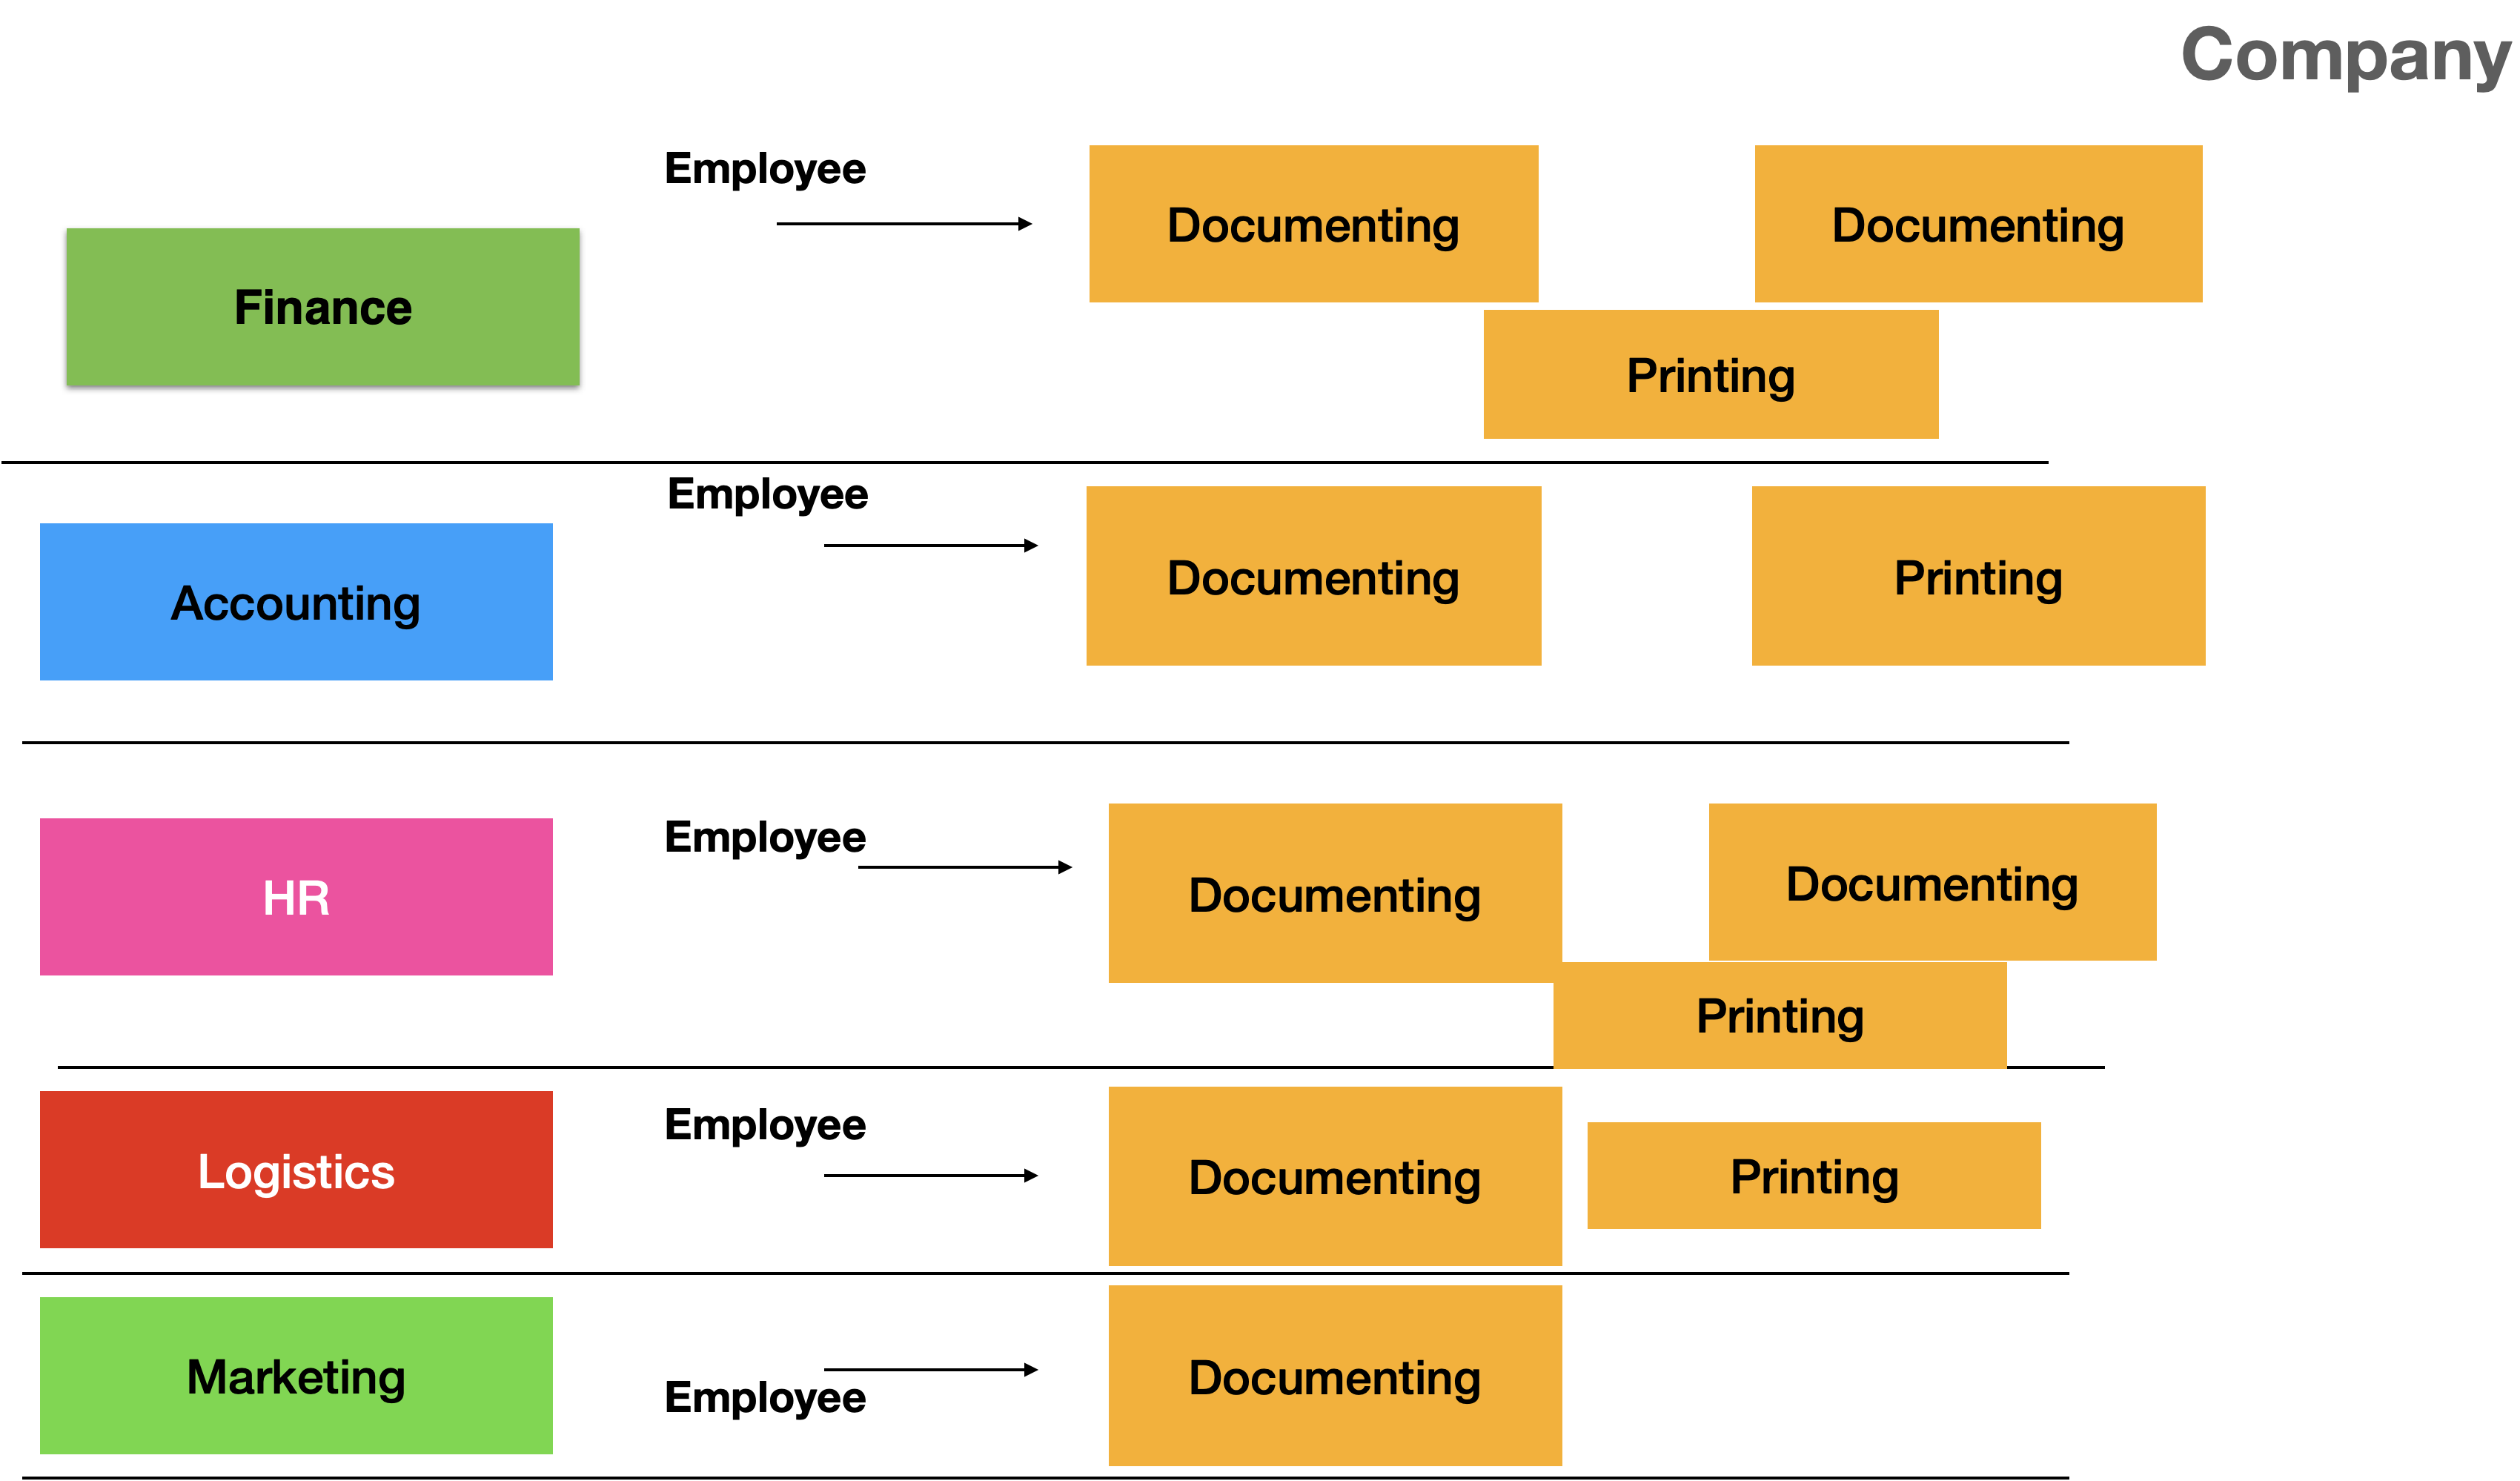 Company
Employee
Documenting
Documenting
Finance
Printing
Employee
Documenting
Printing
Accounting
Employee
Documenting
Documenting
HR
Printing
Employee
Logistics
Documenting
Printing
Marketing
Employee
Documenting